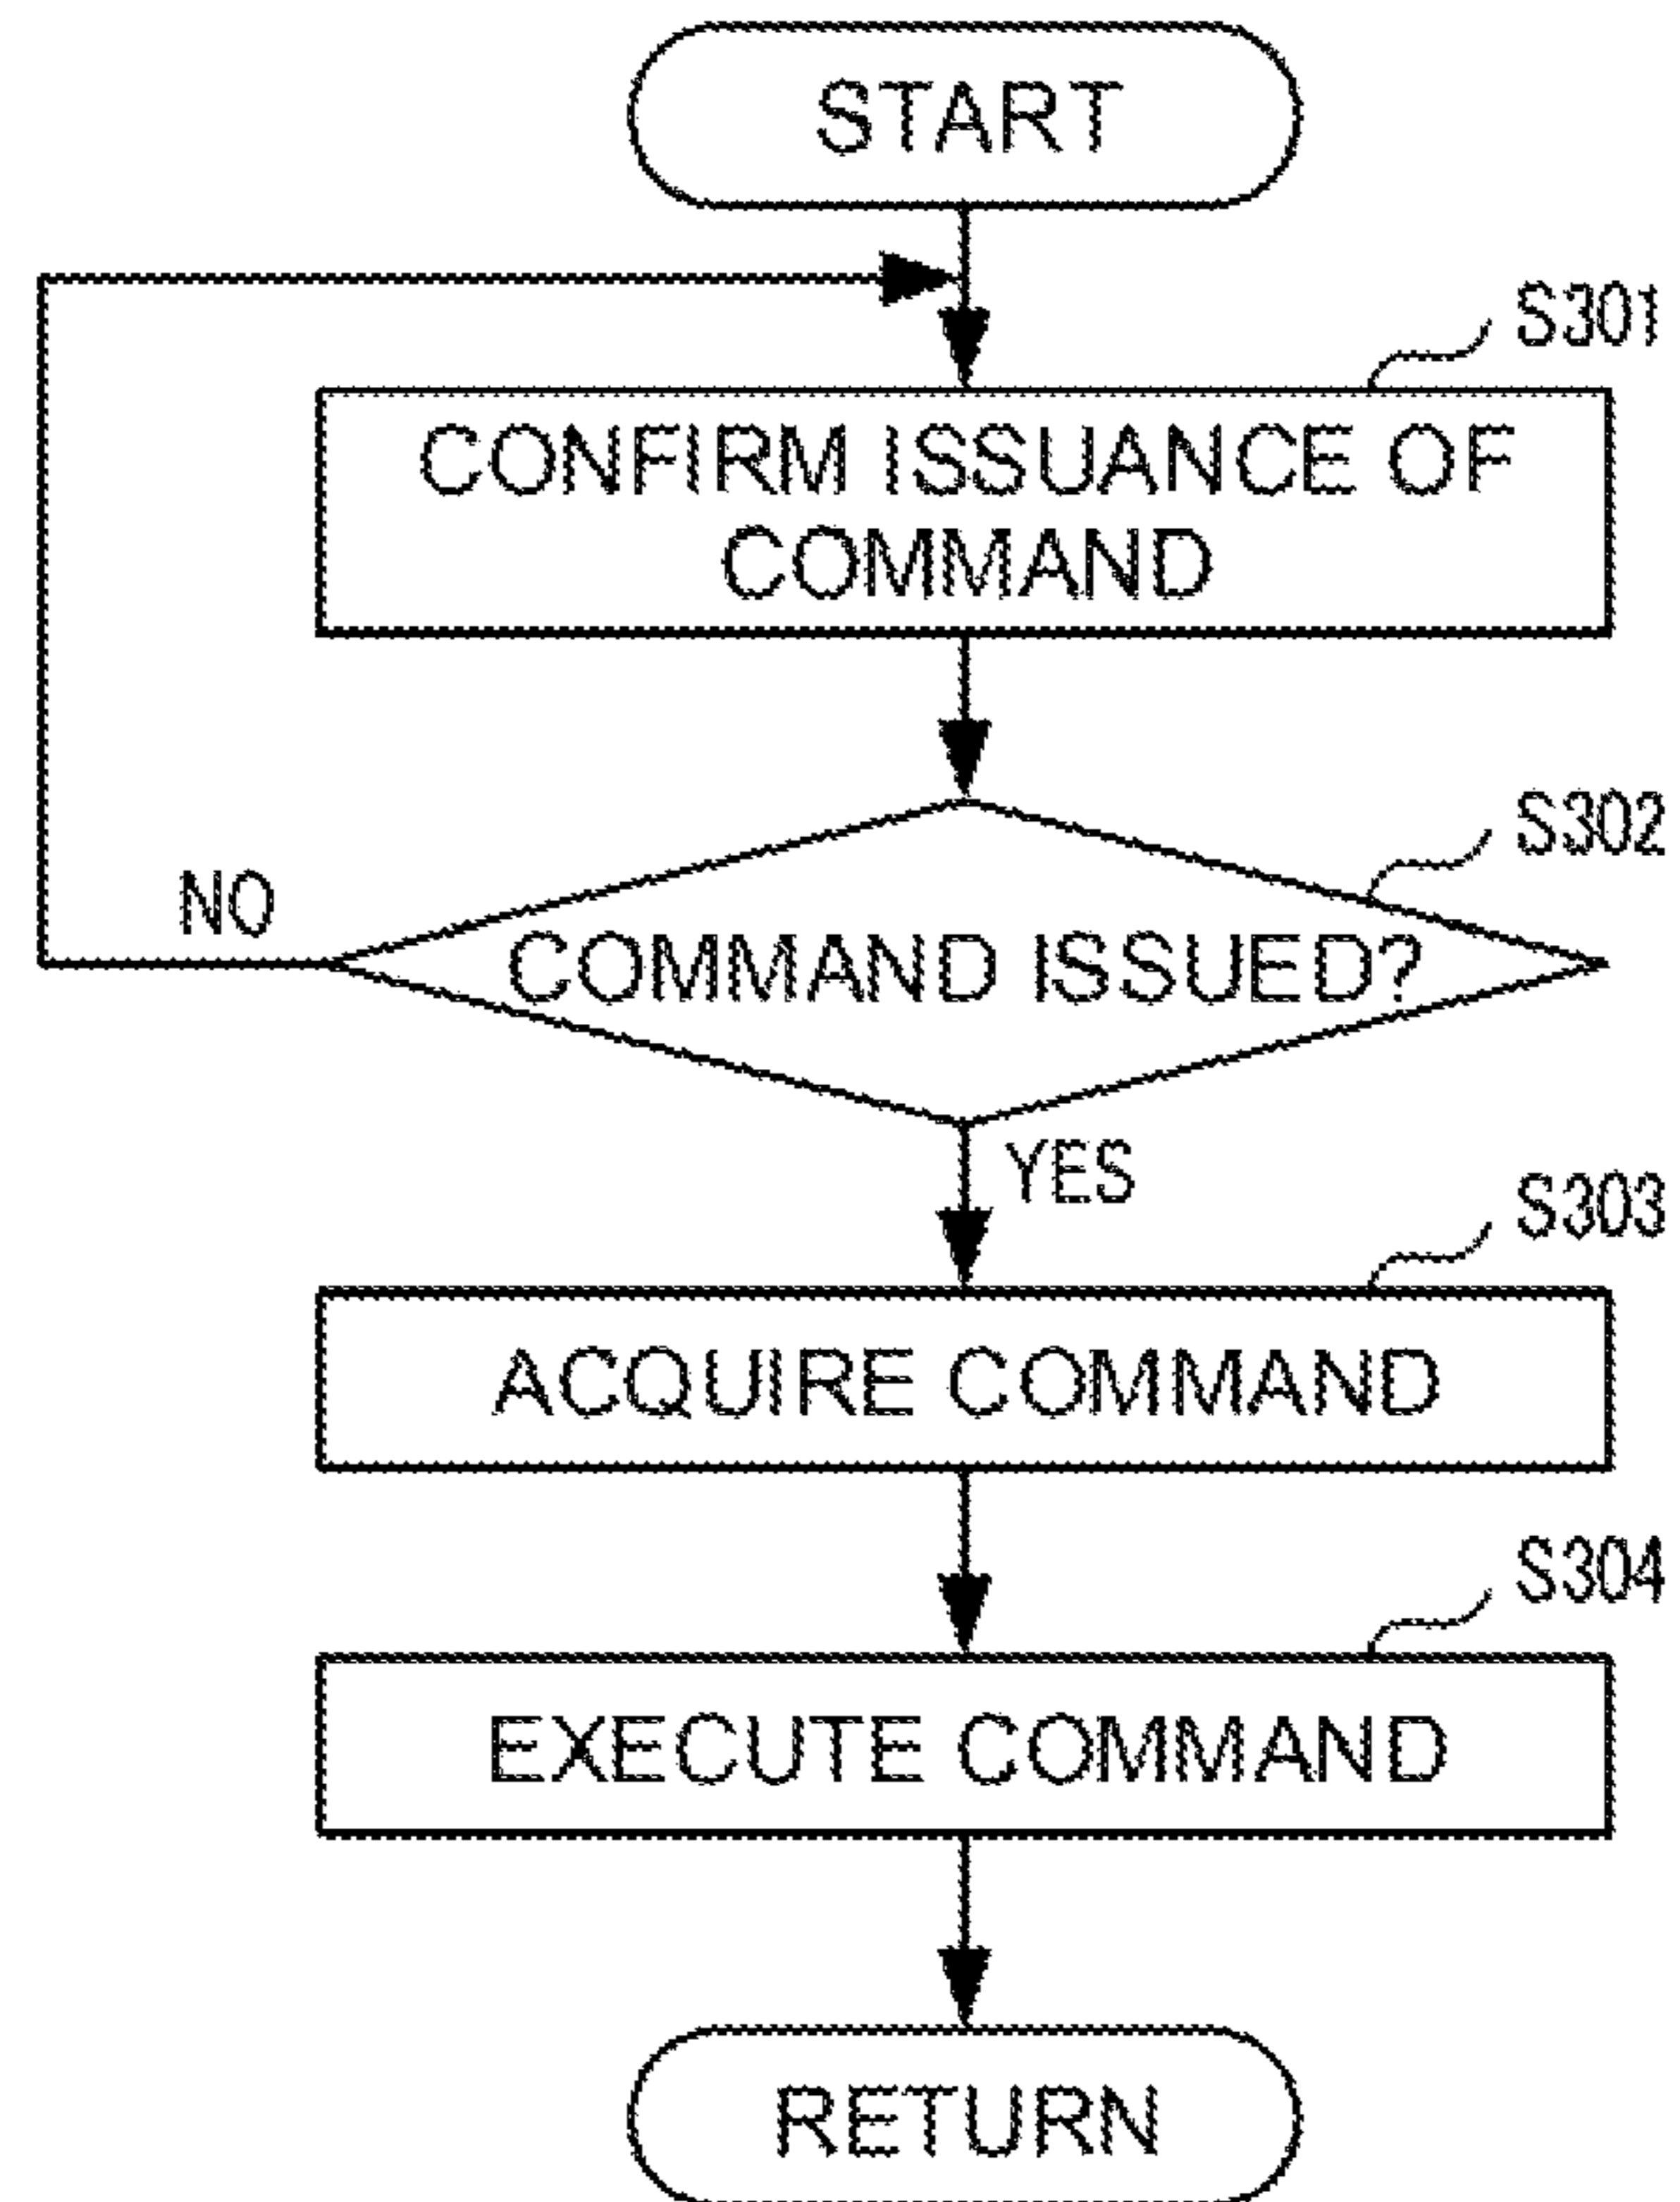 START
S301
CONFIRM ISSUANCE OF
COMMAND
S302
NO
COMMAND ISSUED?
YES
S303
ACQUIRE COMMAND
S304
EXECUTE COMMAND
RETURN